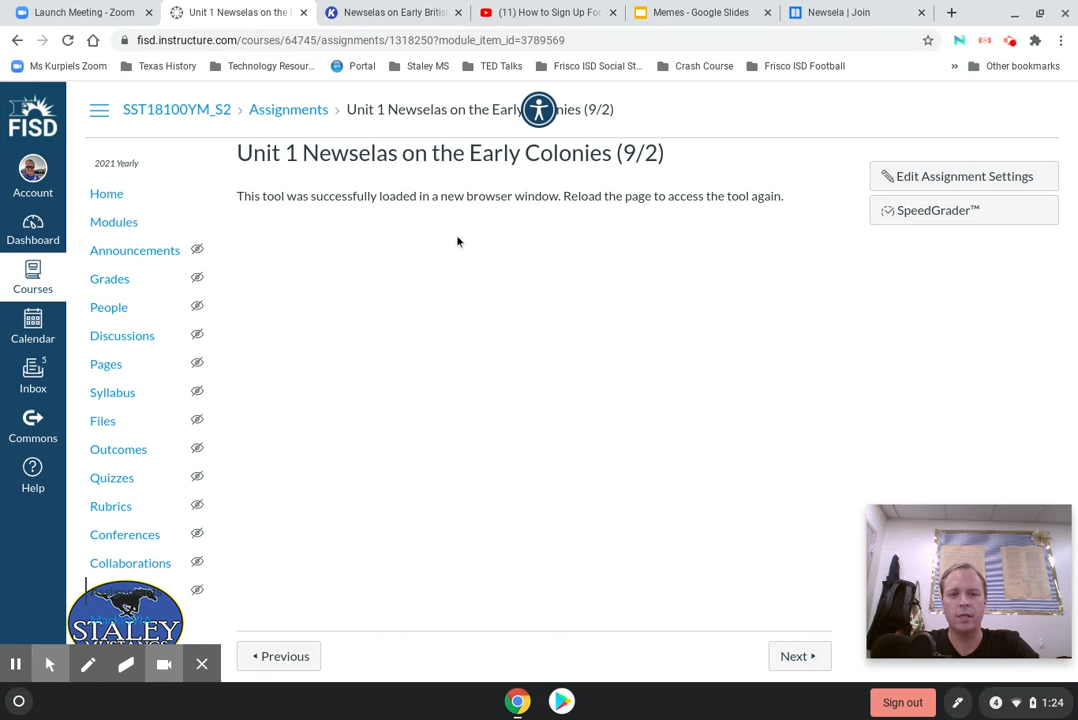 Launch Meeting - Zoom
Unit 1 Newselas on the E
Newselas on Early Britis
(11) How to Sign Up For
Memes - Google Slides
Newsela | Join
fisd.instructure.com/courses/64745/assignments/1318250?module_item_id=3789569
Ms Kurpiels Zoom
Texas History
Technology Resour...
Portal
Staley MS
TED Talks
Frisco ISD Social St...
Crash Course
Frisco ISD Football
»
Other bookmarks
FISD
Account
Dashboard
Courses
Calendar
5
Inbox
Commons
Help
SST18100YM_S2 › Assignments › Unit 1 Newselas on the Early nies (9/2)
2021 Yearly
Home
Modules
Announcements
Grades
People
Discussions
Pages
Syllabus
Files
Outcomes
Quizzes
Rubrics
Conferences
Collaborations
STALEY
MUSTANGS
Unit 1 Newselas on the Early Colonies (9/2)
This tool was successfully loaded in a new browser window. Reload the page to access the tool again.
Edit Assignment Settings
SpeedGrader™
Previous
Next
Sign out
4
1:24